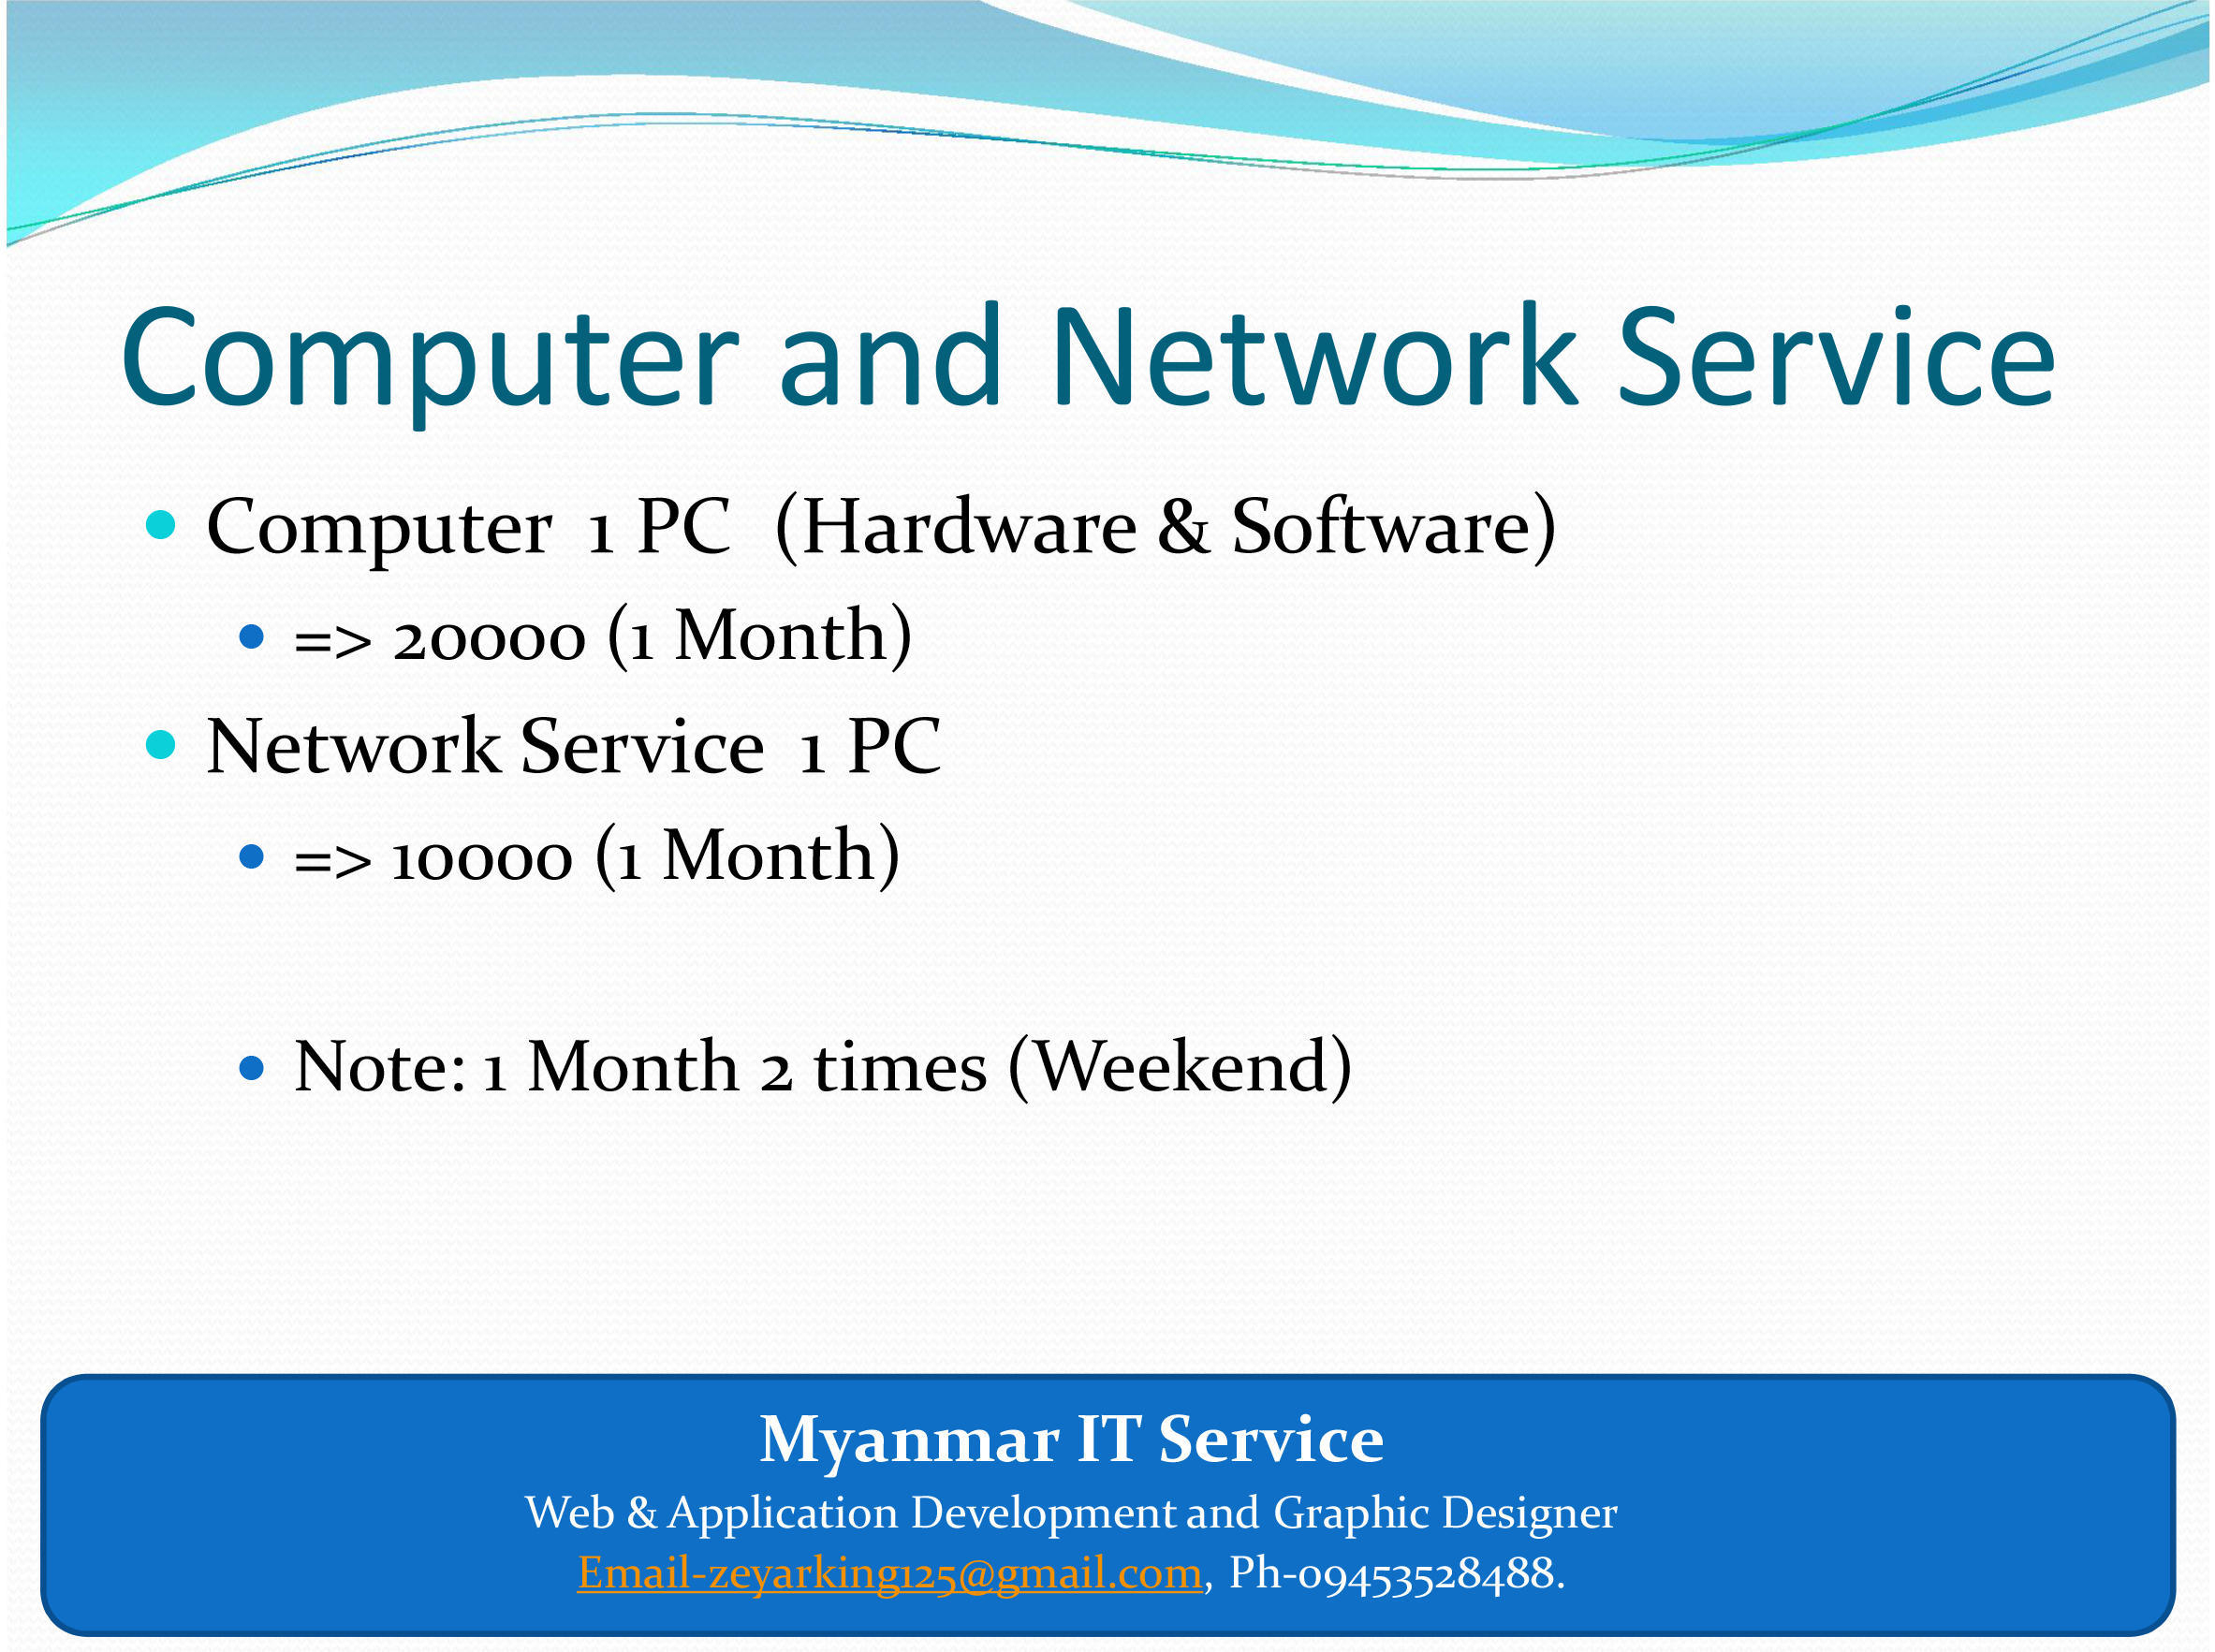 Computer and Network Service
Computer 1 PC (Hardware & Software)
=> 20000 (1 Month)
Network Service 1 PC
=> 10000 (1 Month)
Note: 1 Month 2 times (Weekend)
Myanmar IT Service
Web & Application Development and Graphic Designer
Email-zeyarking125@gmail.com, Ph-09453528488.